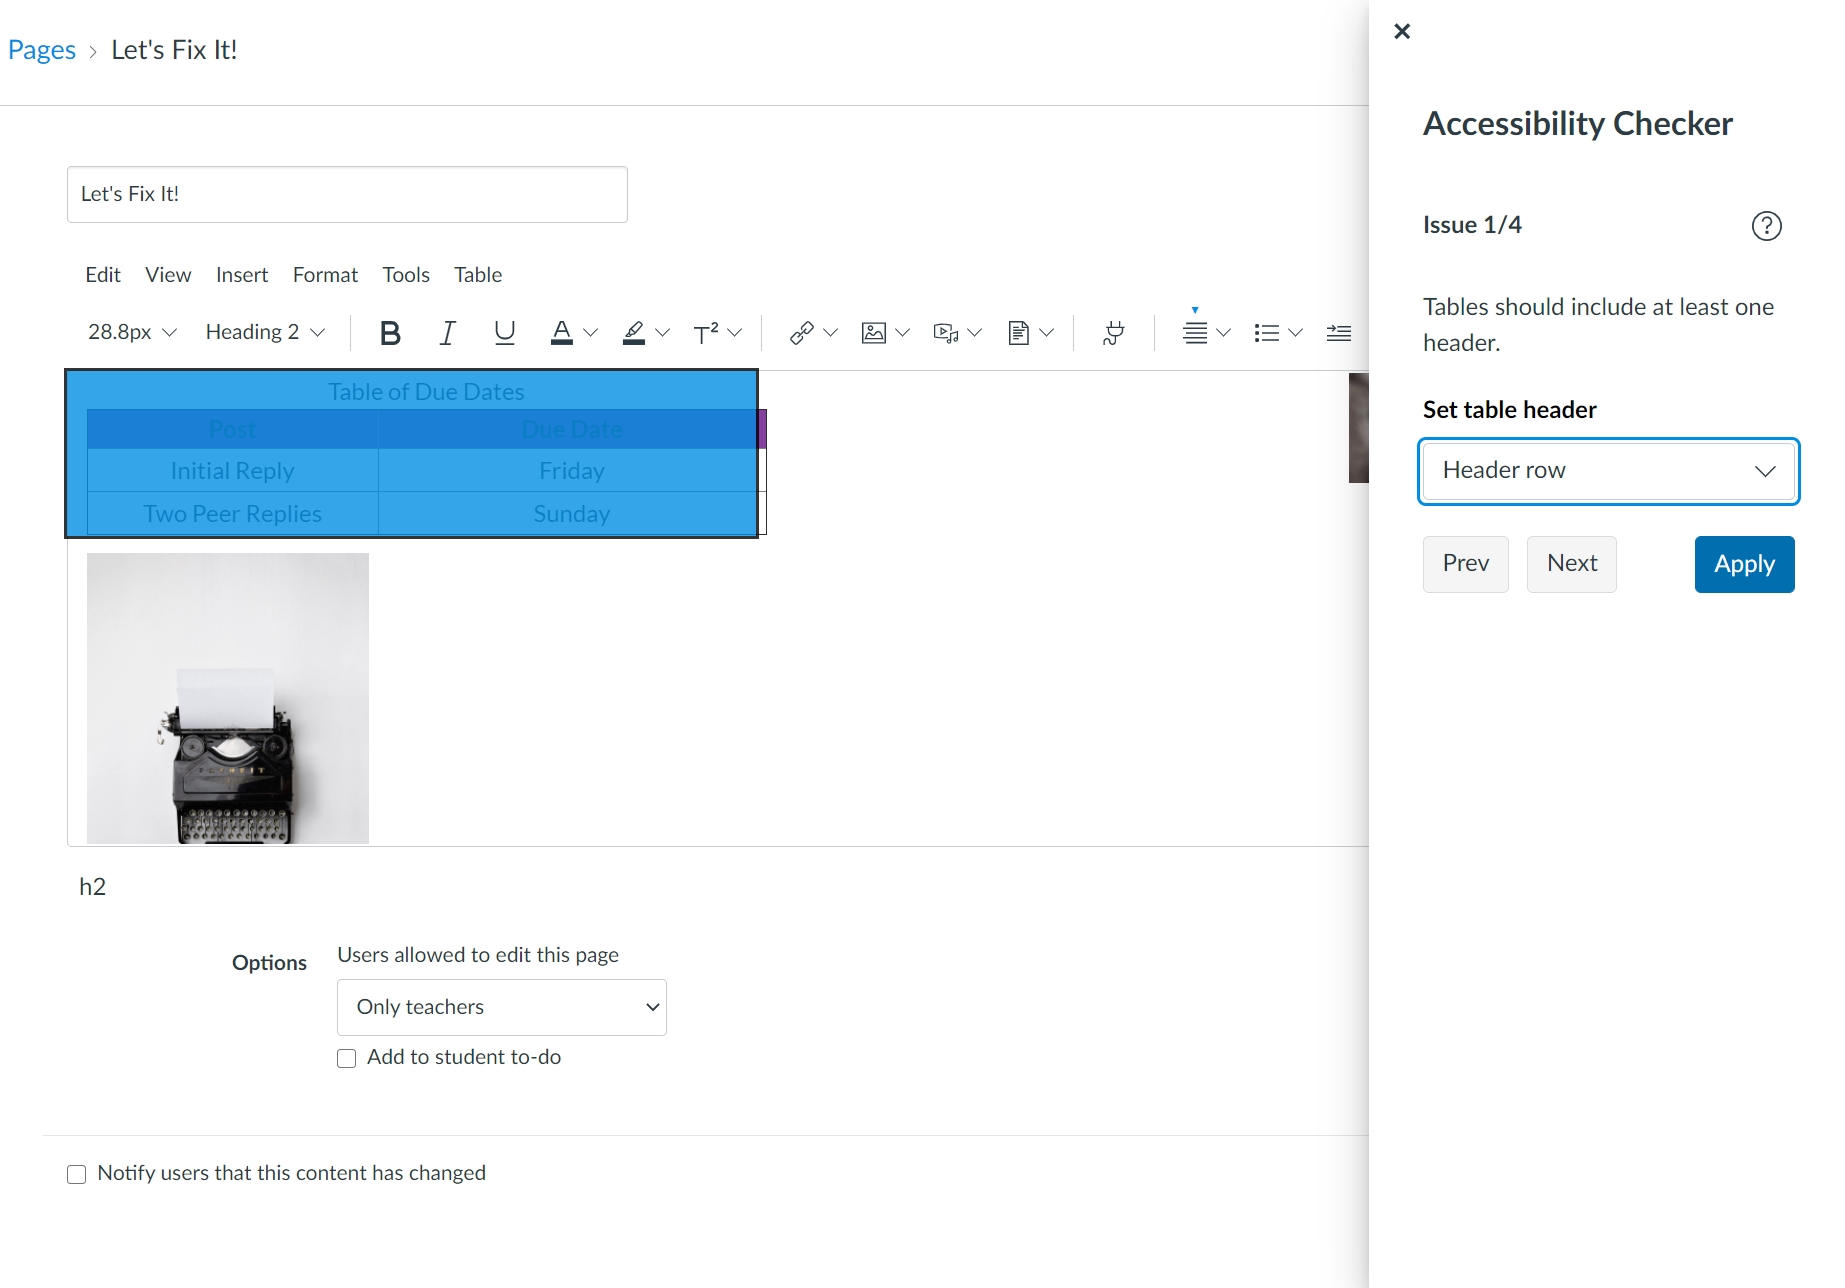 Pages > Let's Fix It!
Let's Fix It!
Edit View Insert Format Tools Table
28.8px Heading 2 B I U A T²
Table of Due Dates
Post Due Date
Initial Reply Friday
Two Peer Replies Sunday
h2
Options
Users allowed to edit this page
Only teachers
Add to student to-do
Notify users that this content has changed
Accessibility Checker
Issue 1/4
?
Tables should include at least one
header.
Set table header
Header row
Prev Next Apply